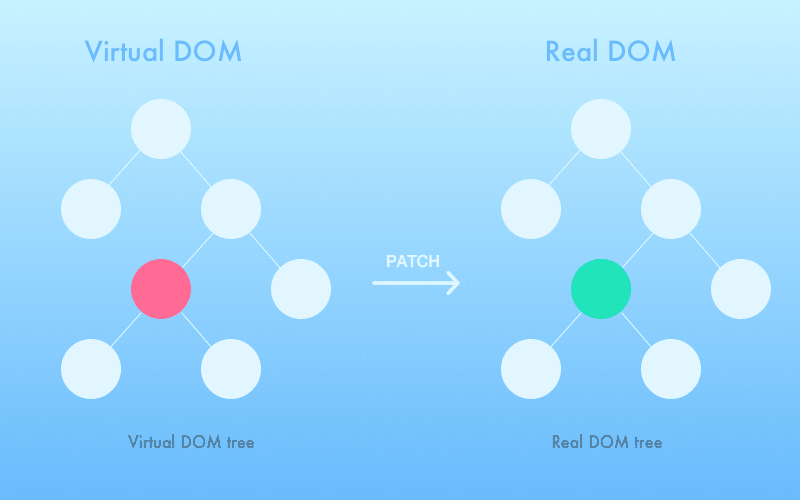 Virtual DOM
Real DOM
PATCH
Virtual DOM tree
Real DOM tree